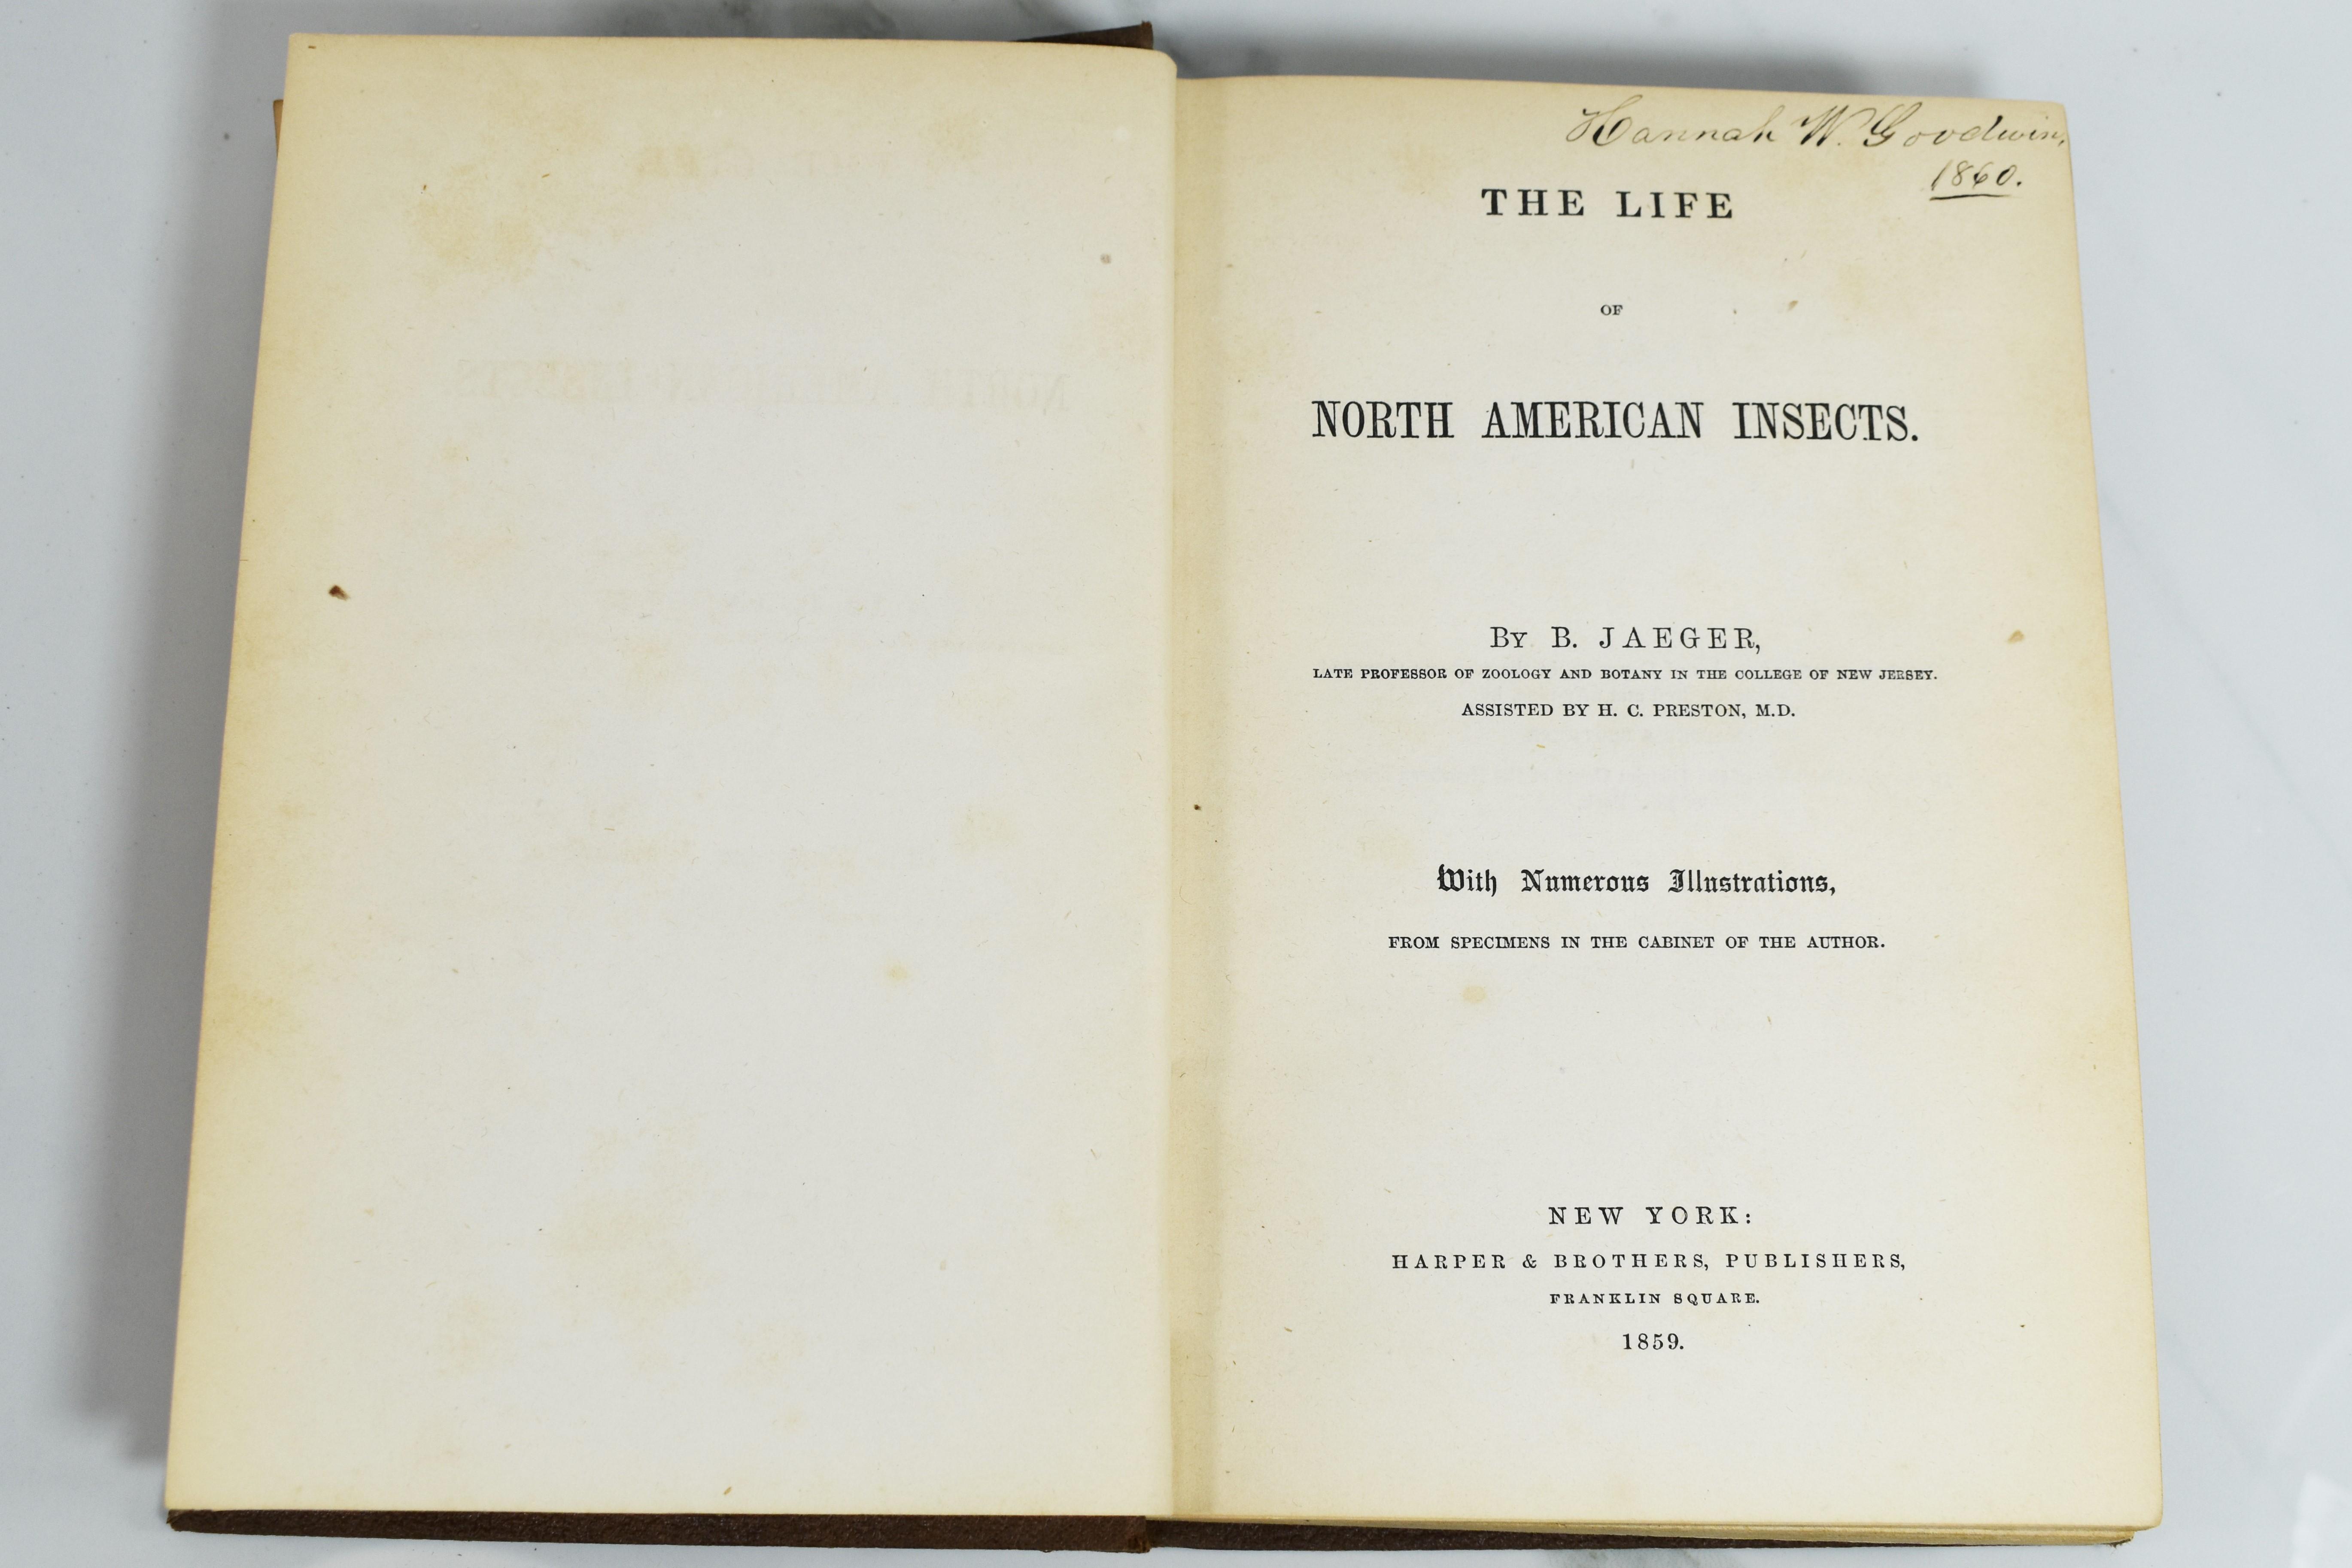 Hannah W. Goodwin,
1860.
THE LIFE
OF
NORTH AMERICAN INSECTS.
By B. JAEGER,
LATE PROFESSOR OF ZOOLOGY AND BOTANY IN THE COLLEGE OF NEW JERSEY.
ASSISTED BY H. C. PRESTON, M.D.
With Numerous Illustrations,
FROM SPECIMENS IN THE CABINET OF THE AUTHOR.
NEW YORK:
HARPER & BROTHERS, PUBLISHERS,
FRANKLIN SQUARE.
1859.